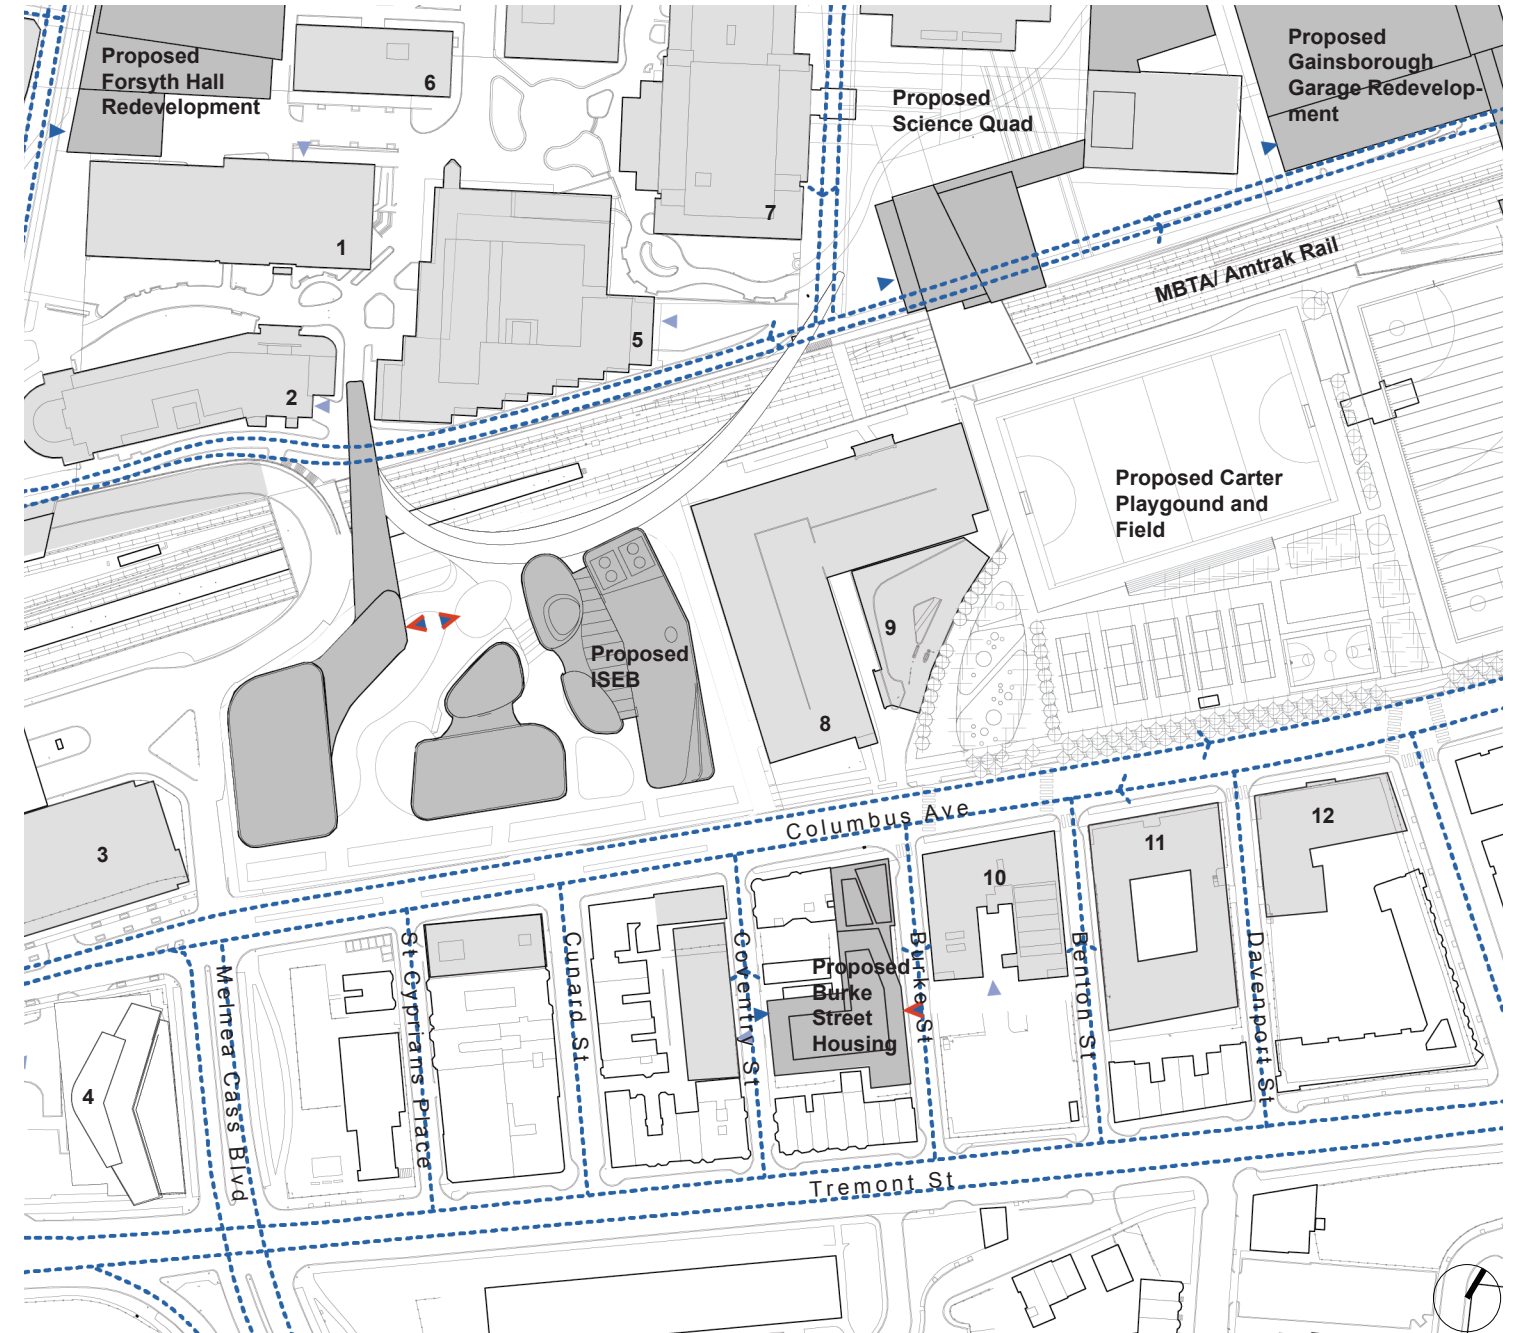 Proposed
Forsyth Hall
Redevelopment
6
Proposed
Science Quad
Proposed
Gainsborough
Garage Redevelop-
ment
1
7
5
2
MBTA/ Amtrak Rail
Proposed Carter
Playgound and
Field
Proposed
ISEB
9
8
3
Columbus Ave
10
11
12
4
Melnea Cass Blvd
St Cyprians Place
Cunard St
Coventry St
Proposed
Burke
Street
Housing
Burke St
Benton St
Davenport St
Tremont St